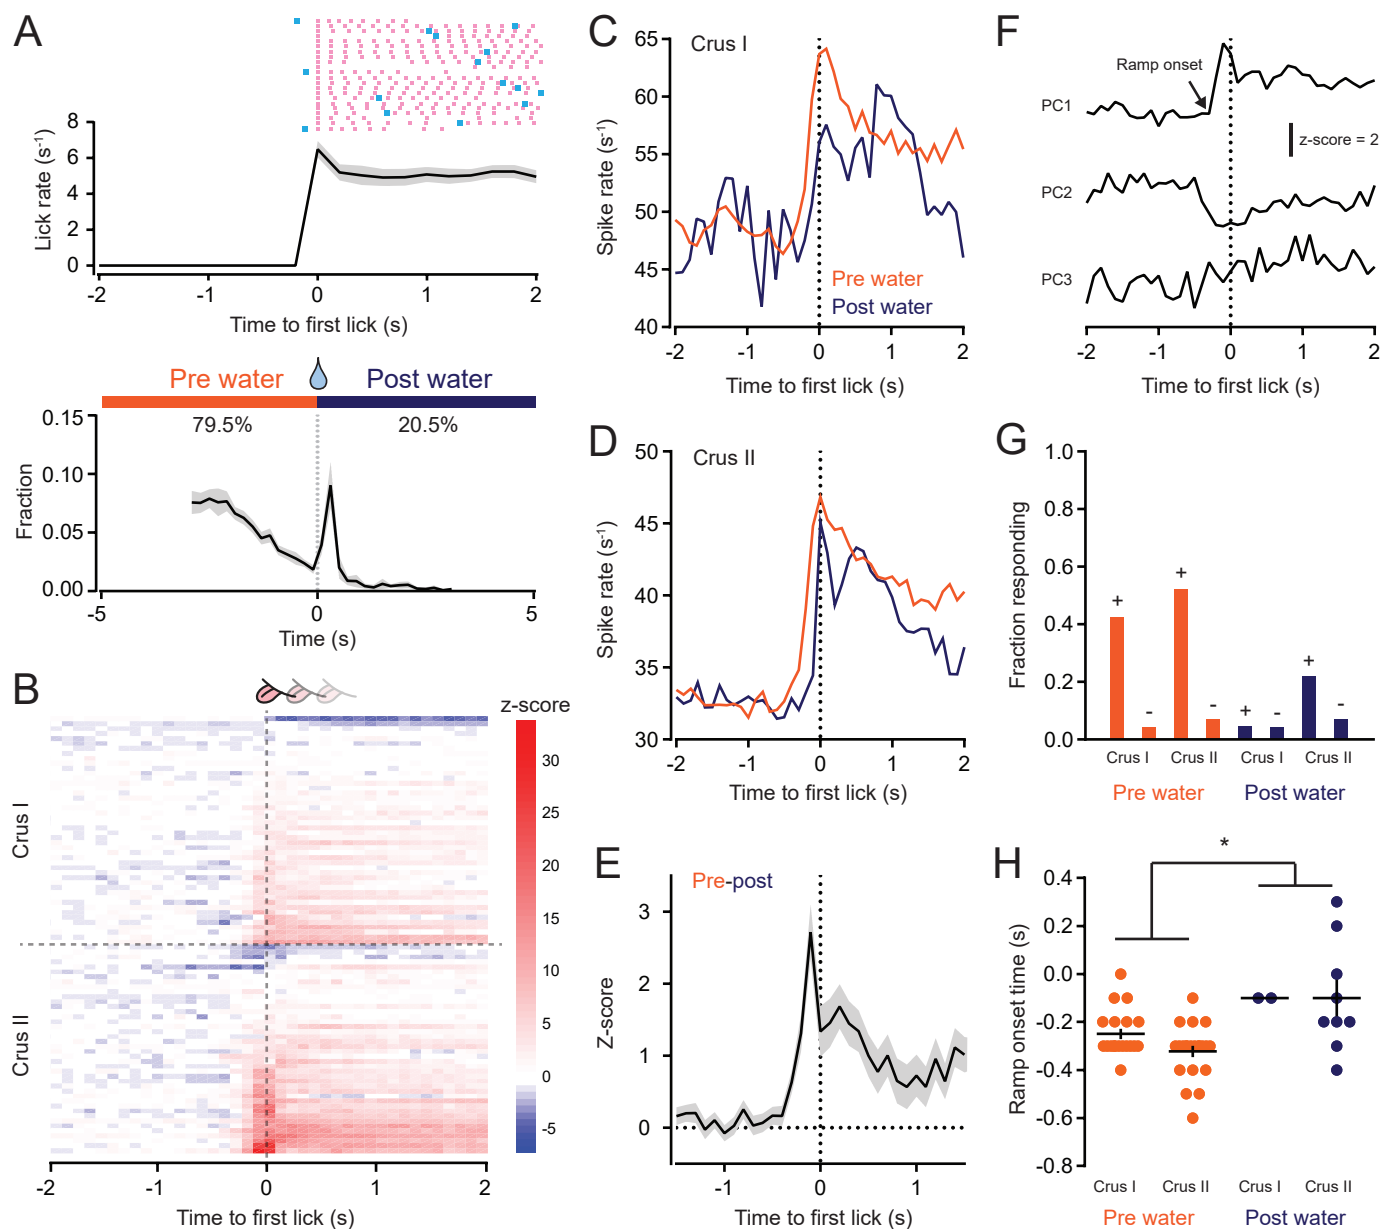 A
Lick rate (s-1)
8
6
4
2
0
-2 -1 0 1 2
Time to first lick (s)
Pre water Post water
79.5% 20.5%
Fraction
0.15
0.10
0.05
0.00
-5 0 5
Time (s)
B
z-score
Crus I
Crus II
30
25
20
15
10
5
0
-5
-2 -1 0 1 2
Time to first lick (s)
C
Crus I
Spike rate (s-1)
65
60
55
50
45
40
Pre water
Post water
-2 -1 0 1 2
Time to first lick (s)
D
Crus II
Spike rate (s-1)
50
45
40
35
30
-2 -1 0 1 2
Time to first lick (s)
E
Pre-post
Z-score
3
2
1
0
-1 0 1
Time to first lick (s)
F
Ramp onset
PC1
z-score = 2
PC2
PC3
-2 -1 0 1 2
Time to first lick (s)
G
Fraction responding
1.0
0.8
0.6
0.4
0.2
0.0
+ - + - + - + -
Crus I Crus II Crus I Crus II
Pre water Post water
H
*
Ramp onset time (s)
0.4
0.2
0.0
-0.2
-0.4
-0.6
-0.8
Crus I Crus II Crus I Crus II
Pre water Post water